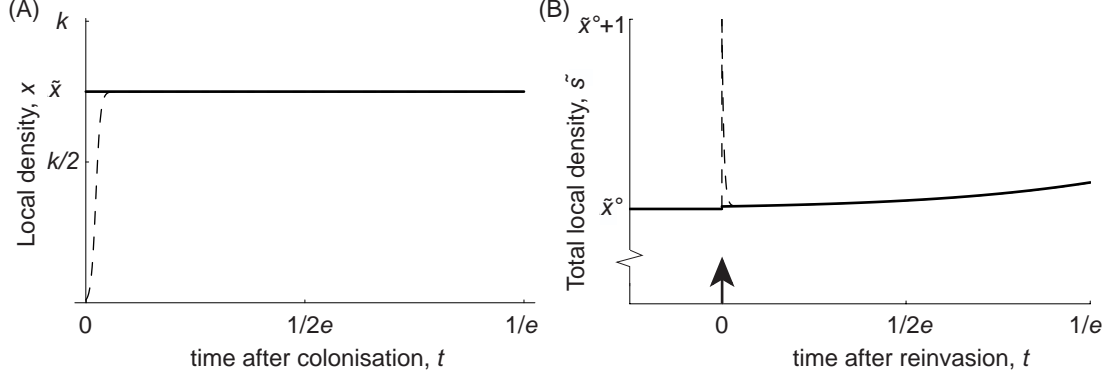 (A)
k
x̃
k/2
Local density, x
0
1/2e
1/e
time after colonisation, t
(B)
x̃°+1
x̃°
Total local density, s̃
0
1/2e
1/e
time after reinvasion, t